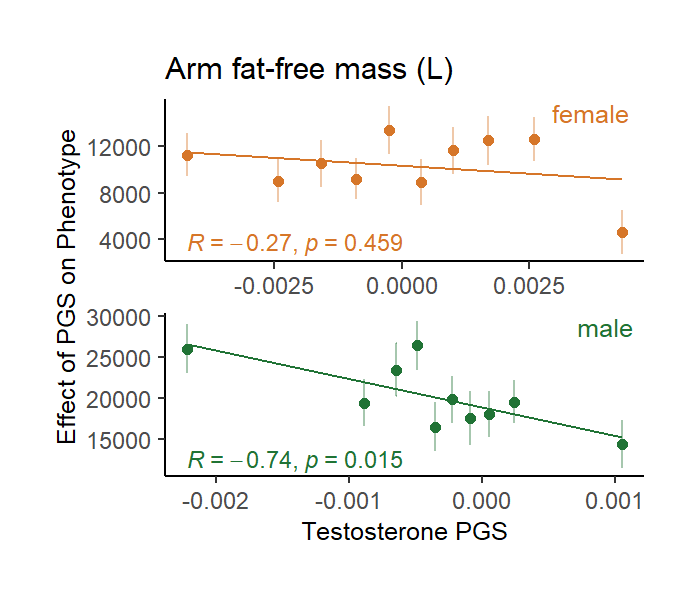 Arm fat-free mass (L)
Effect of PGS on Phenotype
female
12000
8000
4000
R = −0.27, p = 0.459
-0.0025 0.0000 0.0025
male
30000
25000
20000
15000
R = −0.74, p = 0.015
-0.002 -0.001 0.000 0.001
Testosterone PGS